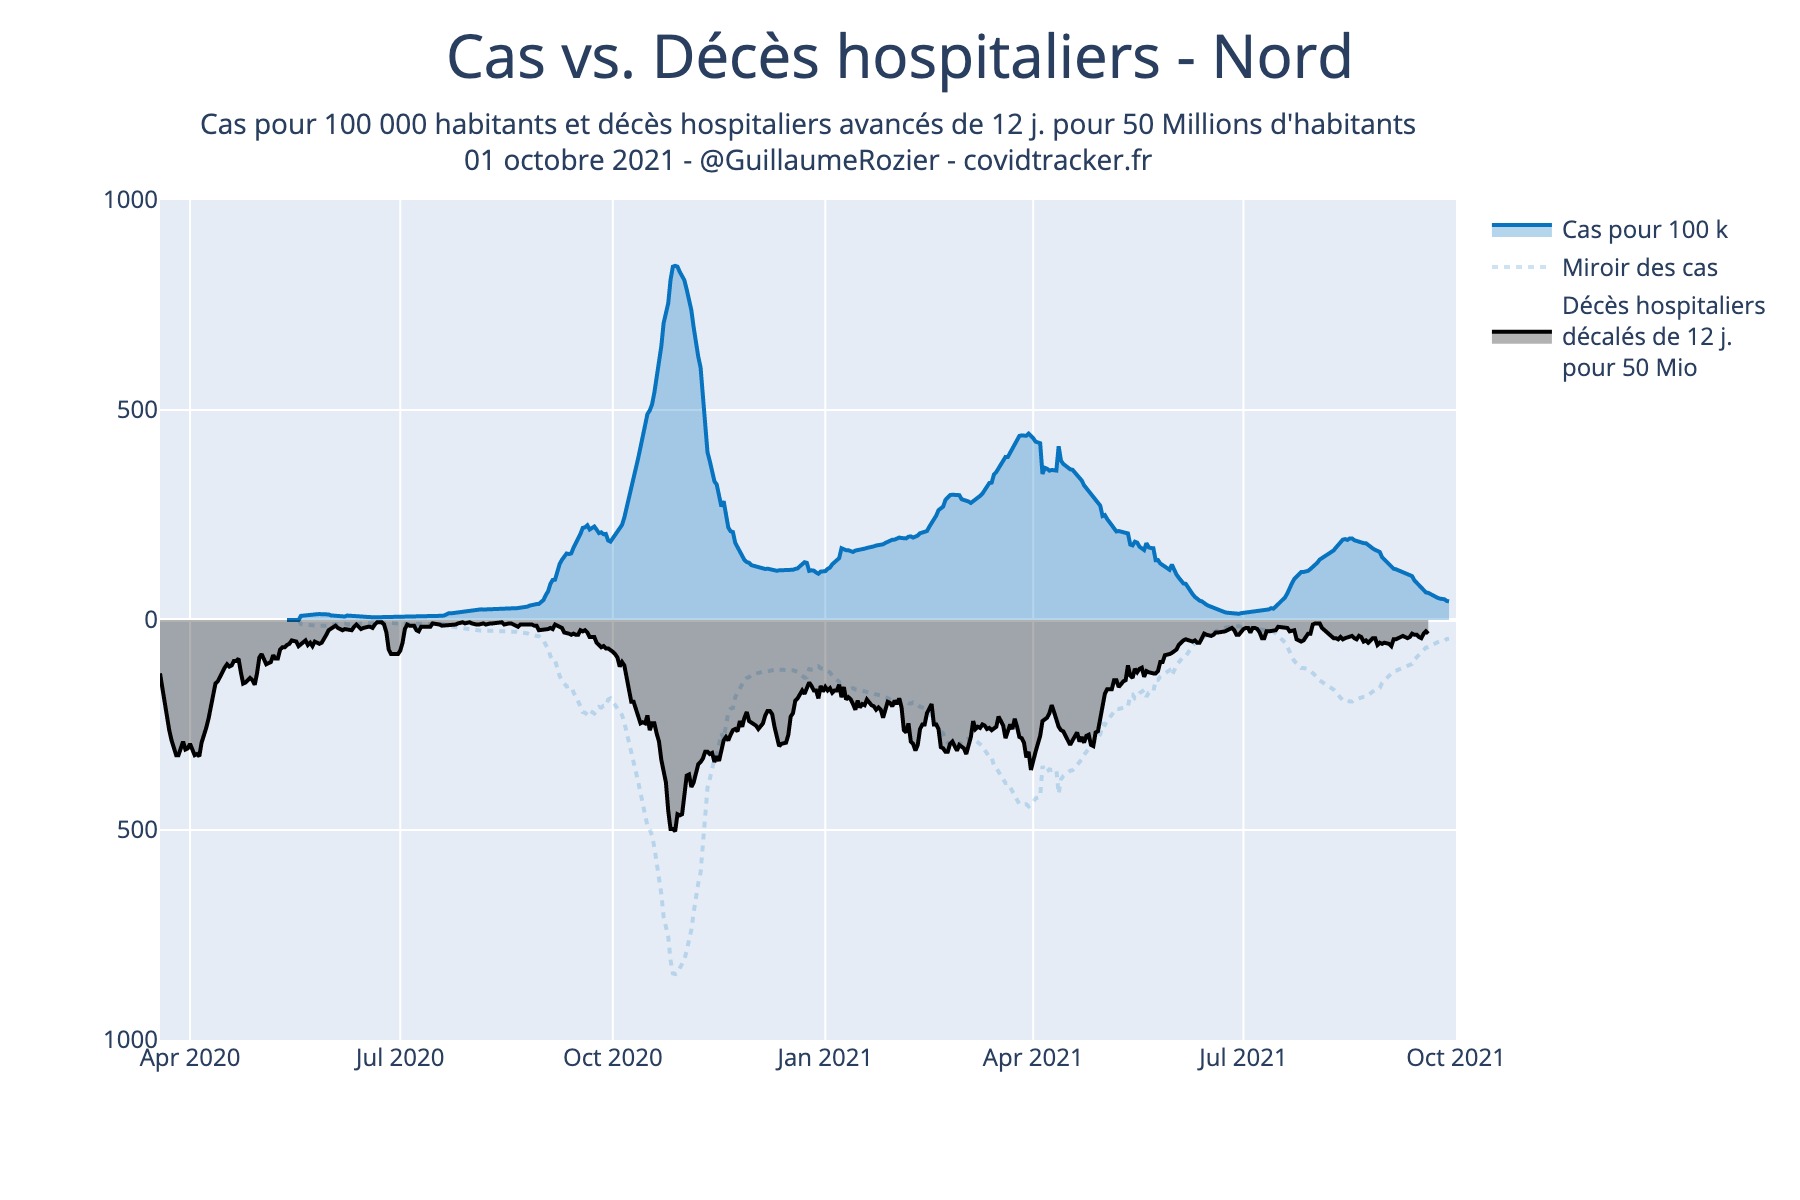 Cas vs. Décès hospitaliers - Nord
Cas pour 100 000 habitants et décès hospitaliers avancés de 12 j. pour 50 Millions d'habitants
01 octobre 2021 - @GuillaumeRozier - covidtracker.fr
1000
500
0
500
1000
Apr 2020
Jul 2020
Oct 2020
Jan 2021
Apr 2021
Jul 2021
Oct 2021
Cas pour 100 k
Miroir des cas
Décès hospitaliers
décalés de 12 j.
pour 50 Mio